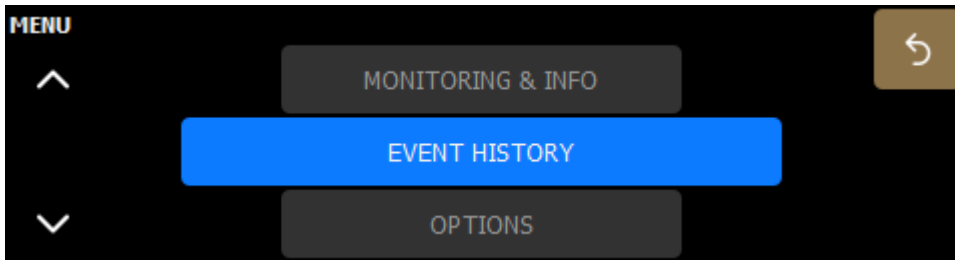 MENU
MONITORING & INFO
EVENT HISTORY
OPTIONS